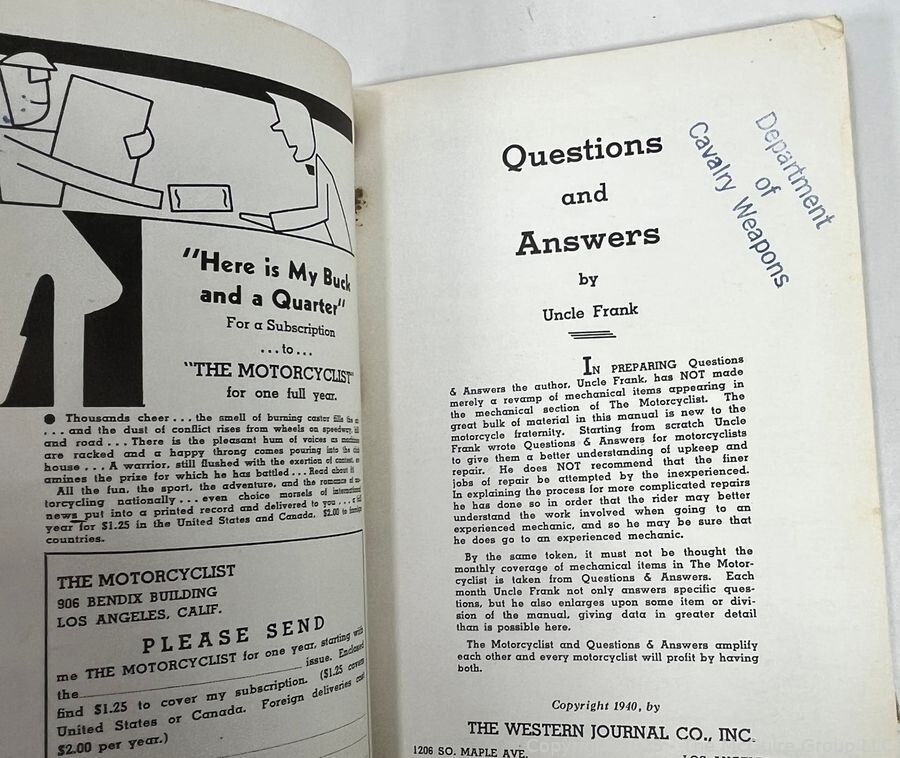 "Here is My Buck
and a Quarter"
For a Subscription
...to...
"THE MOTORCYCLIST"
for one full year.
● Thousands cheer ... the smell of burning castor fills the
... and the dust of conflict rises from wheels on speedway, hill
and road ... There is the pleasant hum of voices as machines
are racked and a happy throng comes pouring into the club
house ... A warrior, still flushed with the exertion of contest,
amines the prize for which he has battled ... Read about it!
All the fun, the sport, the adventure, and the romance of mo-
torcycling nationally ... even choice morsels of international
news put into a printed record and delivered to you ... a full
year for $1.25 in the United States and Canada, $2.00 to foreign
countries.
THE MOTORCYCLIST
906 BENDIX BUILDING
LOS ANGELES, CALIF.
PLEASE SEND
me THE MOTORCYCLIST for one year, starting with
the issue. Enclosed
find $1.25 to cover my subscription. ($1.25 covers
United States or Canada. Foreign deliveries cost
$2.00 per year.)
Questions
and
Answers
by
Uncle Frank
Department
of
Cavalry Weapons
IN PREPARING Questions
& Answers the author, Uncle Frank, has NOT made
merely a revamp of mechanical items appearing in
the mechanical section of The Motorcyclist. The
great bulk of material in this manual is new to the
motorcycle fraternity. Starting from scratch Uncle
Frank wrote Questions & Answers for motorcyclists
to give them a better understanding of upkeep and
repair. He does NOT recommend that the finer
jobs of repair be attempted by the inexperienced.
In explaining the process for more complicated repairs
he has done so in order that the rider may better
understand the work involved when going to an
experienced mechanic, and so he may be sure that
he does go to an experienced mechanic.
By the same token, it must not be thought the
monthly coverage of mechanical items in The Motor-
cyclist is taken from Questions & Answers. Each
month Uncle Frank not only answers specific ques-
tions, but he also enlarges upon some item or divi-
sion of the manual, giving data in greater detail
than is possible here.
The Motorcyclist and Questions & Answers amplify
each other and every motorcyclist will profit by having
both.
Copyright 1940, by
THE WESTERN JOURNAL CO., INC.
1206 SO. MAPLE AVE. LOS ANGELES